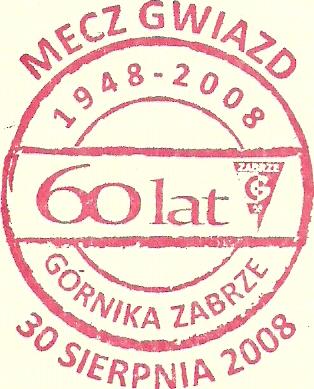 MECZ GWIAZD
1948-2008
60 lat
ZABRZE
G
GÓRNIKA ZABRZE
30 SIERPNIA 2008